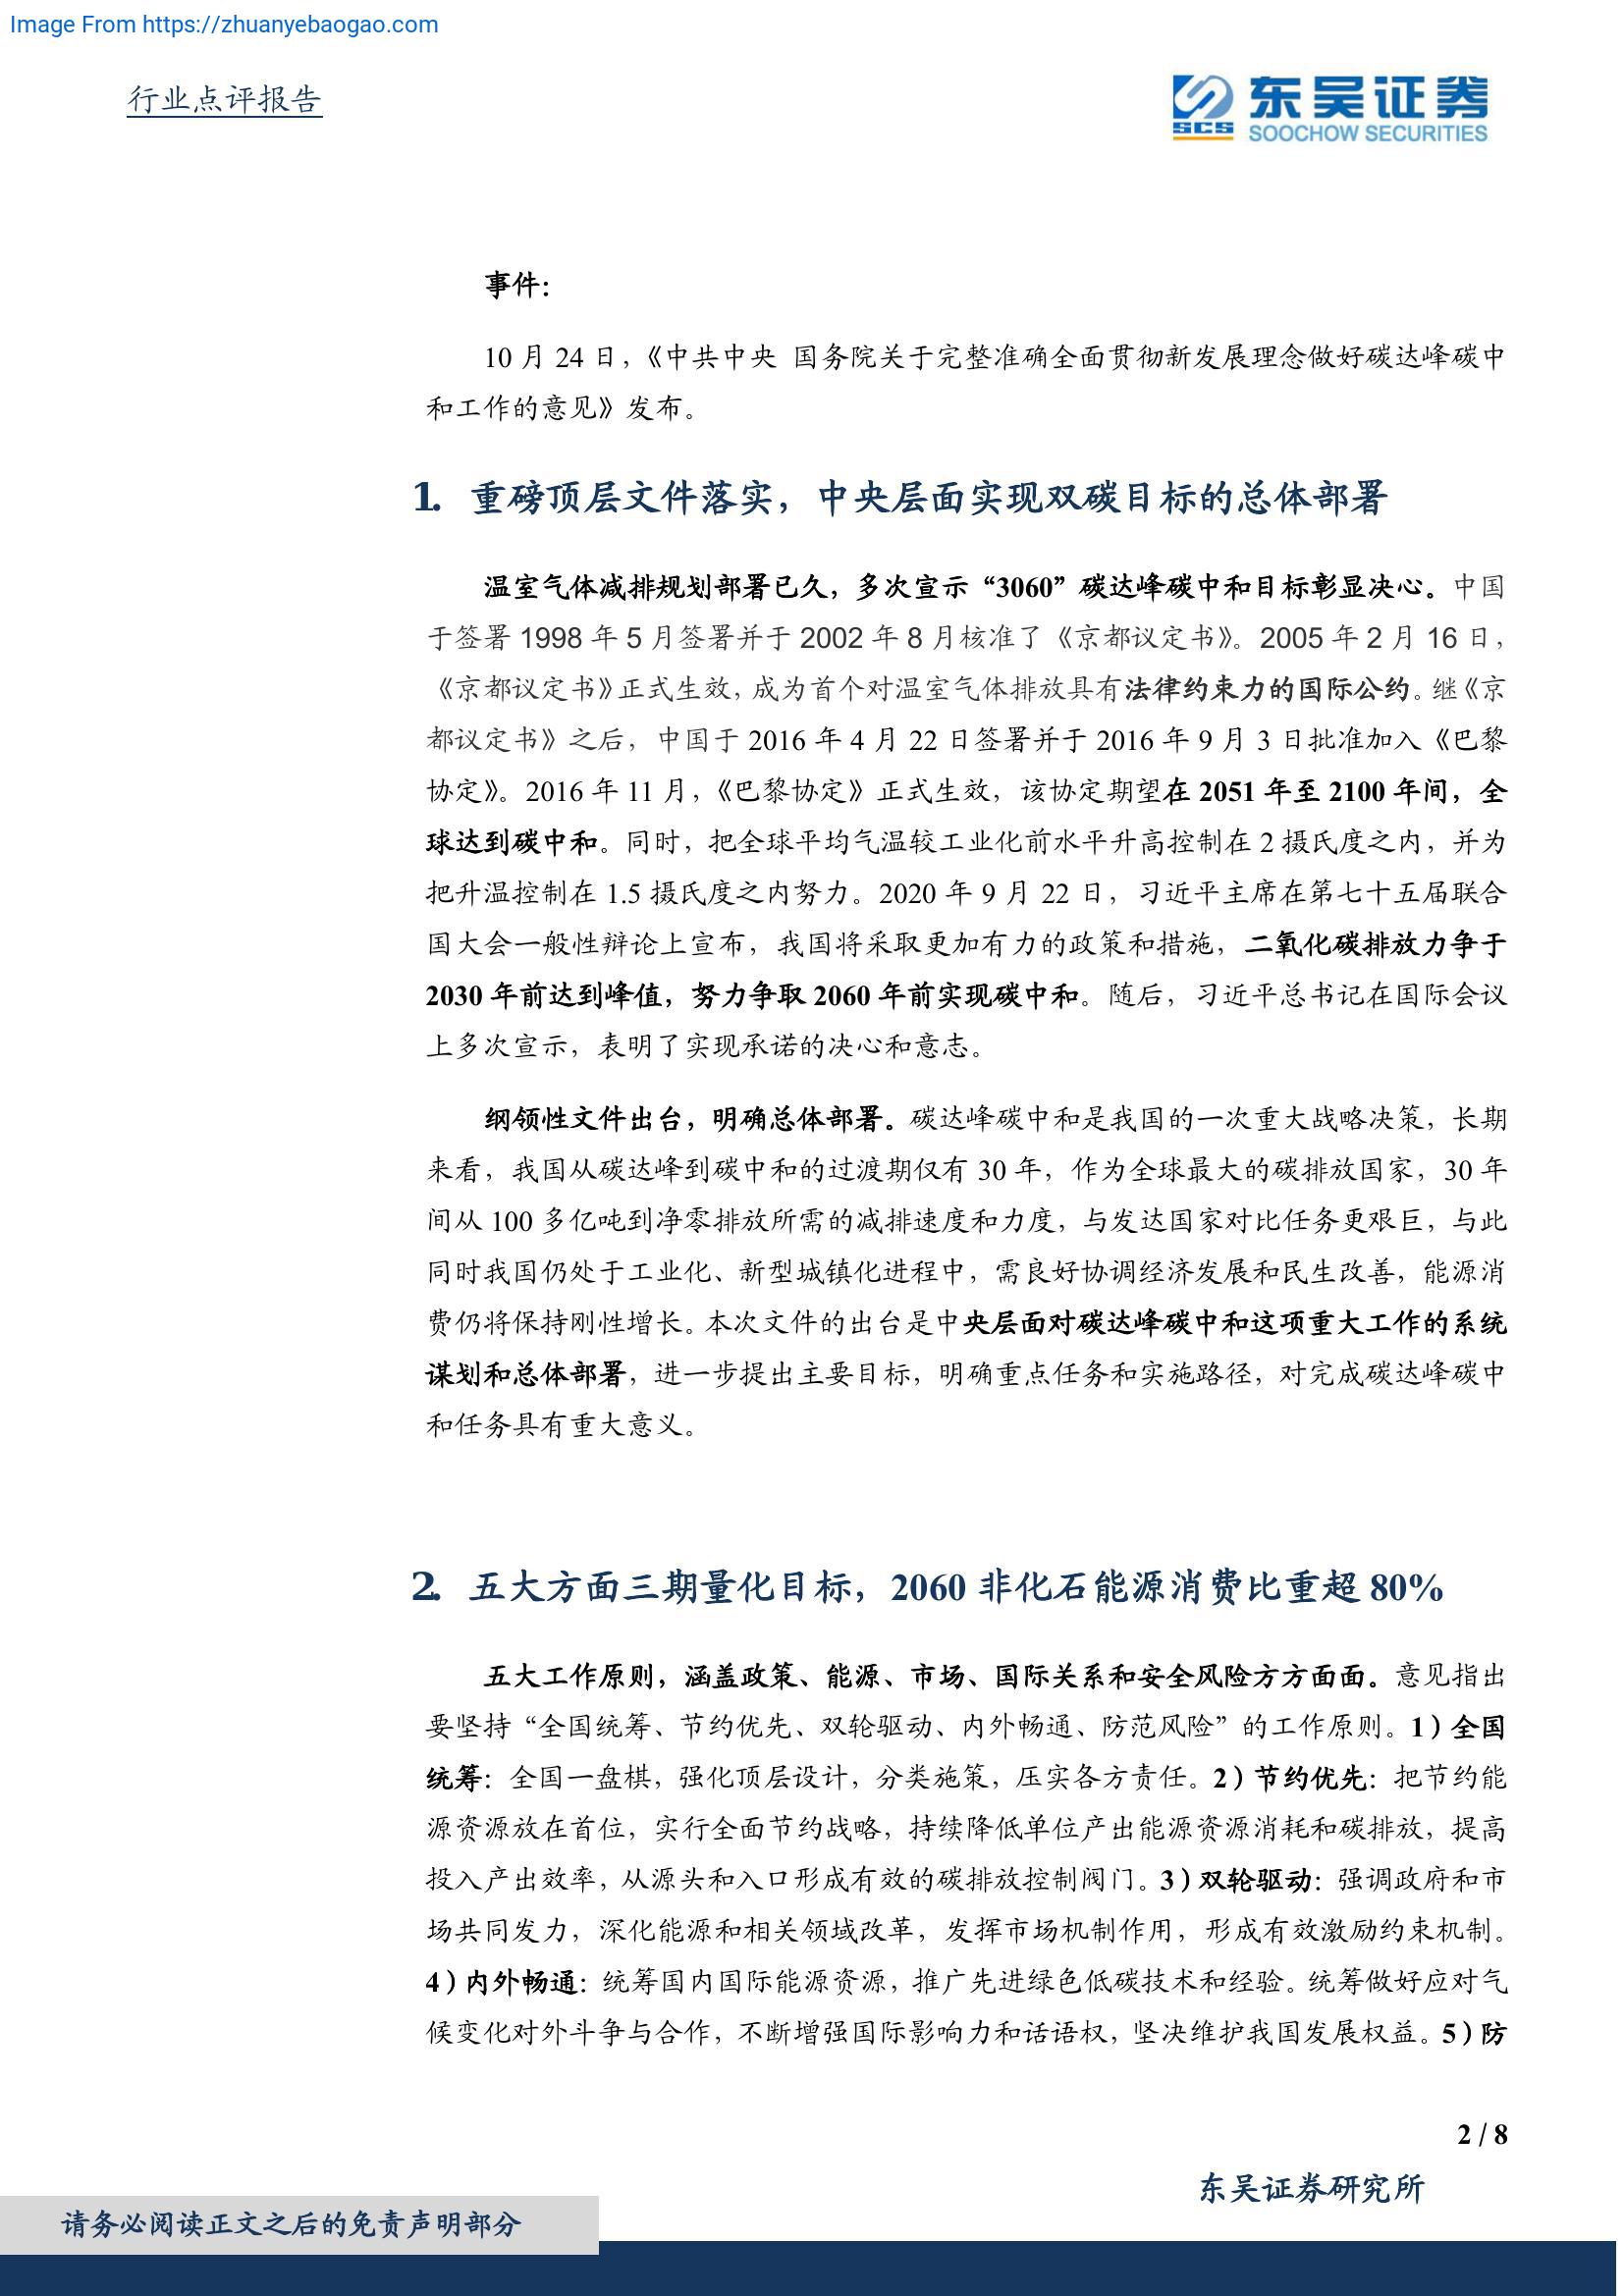 Image From https://zhuanyebaogao.com
行业点评报告
东吴证券
SCS
SOOCHOW SECURITIES
事件：
10 月 24 日，《中共中央 国务院关于完整准确全面贯彻新发展理念做好碳达峰碳中
和工作的意见》发布。
1. 重磅顶层文件落实，中央层面实现双碳目标的总体部署
温室气体减排规划部署已久，多次宣示“3060”碳达峰碳中和目标彰显决心。中国
于签署 1998 年 5 月签署并于 2002 年 8 月核准了《京都议定书》。2005 年 2 月 16 日，
《京都议定书》正式生效，成为首个对温室气体排放具有法律约束力的国际公约。继《京
都议定书》之后，中国于 2016 年 4 月 22 日签署并于 2016 年 9 月 3 日批准加入《巴黎
协定》。2016 年 11 月，《巴黎协定》正式生效，该协定期望在 2051 年至 2100 年间，全
球达到碳中和。同时，把全球平均气温较工业化前水平升高控制在 2 摄氏度之内，并为
把升温控制在 1.5 摄氏度之内努力。2020 年 9 月 22 日，习近平主席在第七十五届联合
国大会一般性辩论上宣布，我国将采取更加有力的政策和措施，二氧化碳排放力争于
2030 年前达到峰值，努力争取 2060 年前实现碳中和。随后，习近平总书记在国际会议
上多次宣示，表明了实现承诺的决心和意志。
纲领性文件出台，明确总体部署。碳达峰碳中和是我国的一次重大战略决策，长期
来看，我国从碳达峰到碳中和的过渡期仅有 30 年，作为全球最大的碳排放国家，30 年
间从 100 多亿吨到净零排放所需的减排速度和力度，与发达国家对比任务更艰巨，与此
同时我国仍处于工业化、新型城镇化进程中，需良好协调经济发展和民生改善，能源消
费仍将保持刚性增长。本次文件的出台是中央层面对碳达峰碳中和这项重大工作的系统
谋划和总体部署，进一步提出主要目标，明确重点任务和实施路径，对完成碳达峰碳中
和任务具有重大意义。
2. 五大方面三期量化目标，2060 非化石能源消费比重超 80%
五大工作原则，涵盖政策、能源、市场、国际关系和安全风险方方面面。意见指出
要坚持“全国统筹、节约优先、双轮驱动、内外畅通、防范风险”的工作原则。1）全国
统筹：全国一盘棋，强化顶层设计，分类施策，压实各方责任。2）节约优先：把节约能
源资源放在首位，实行全面节约战略，持续降低单位产出能源资源消耗和碳排放，提高
投入产出效率，从源头和入口形成有效的碳排放控制阀门。3）双轮驱动：强调政府和市
场共同发力，深化能源和相关领域改革，发挥市场机制作用，形成有效激励约束机制。
4）内外畅通：统筹国内国际能源资源，推广先进绿色低碳技术和经验。统筹做好应对气
候变化对外斗争与合作，不断增强国际影响力和话语权，坚决维护我国发展权益。5）防
2 / 8
东吴证券研究所
请务必阅读正文之后的免责声明部分